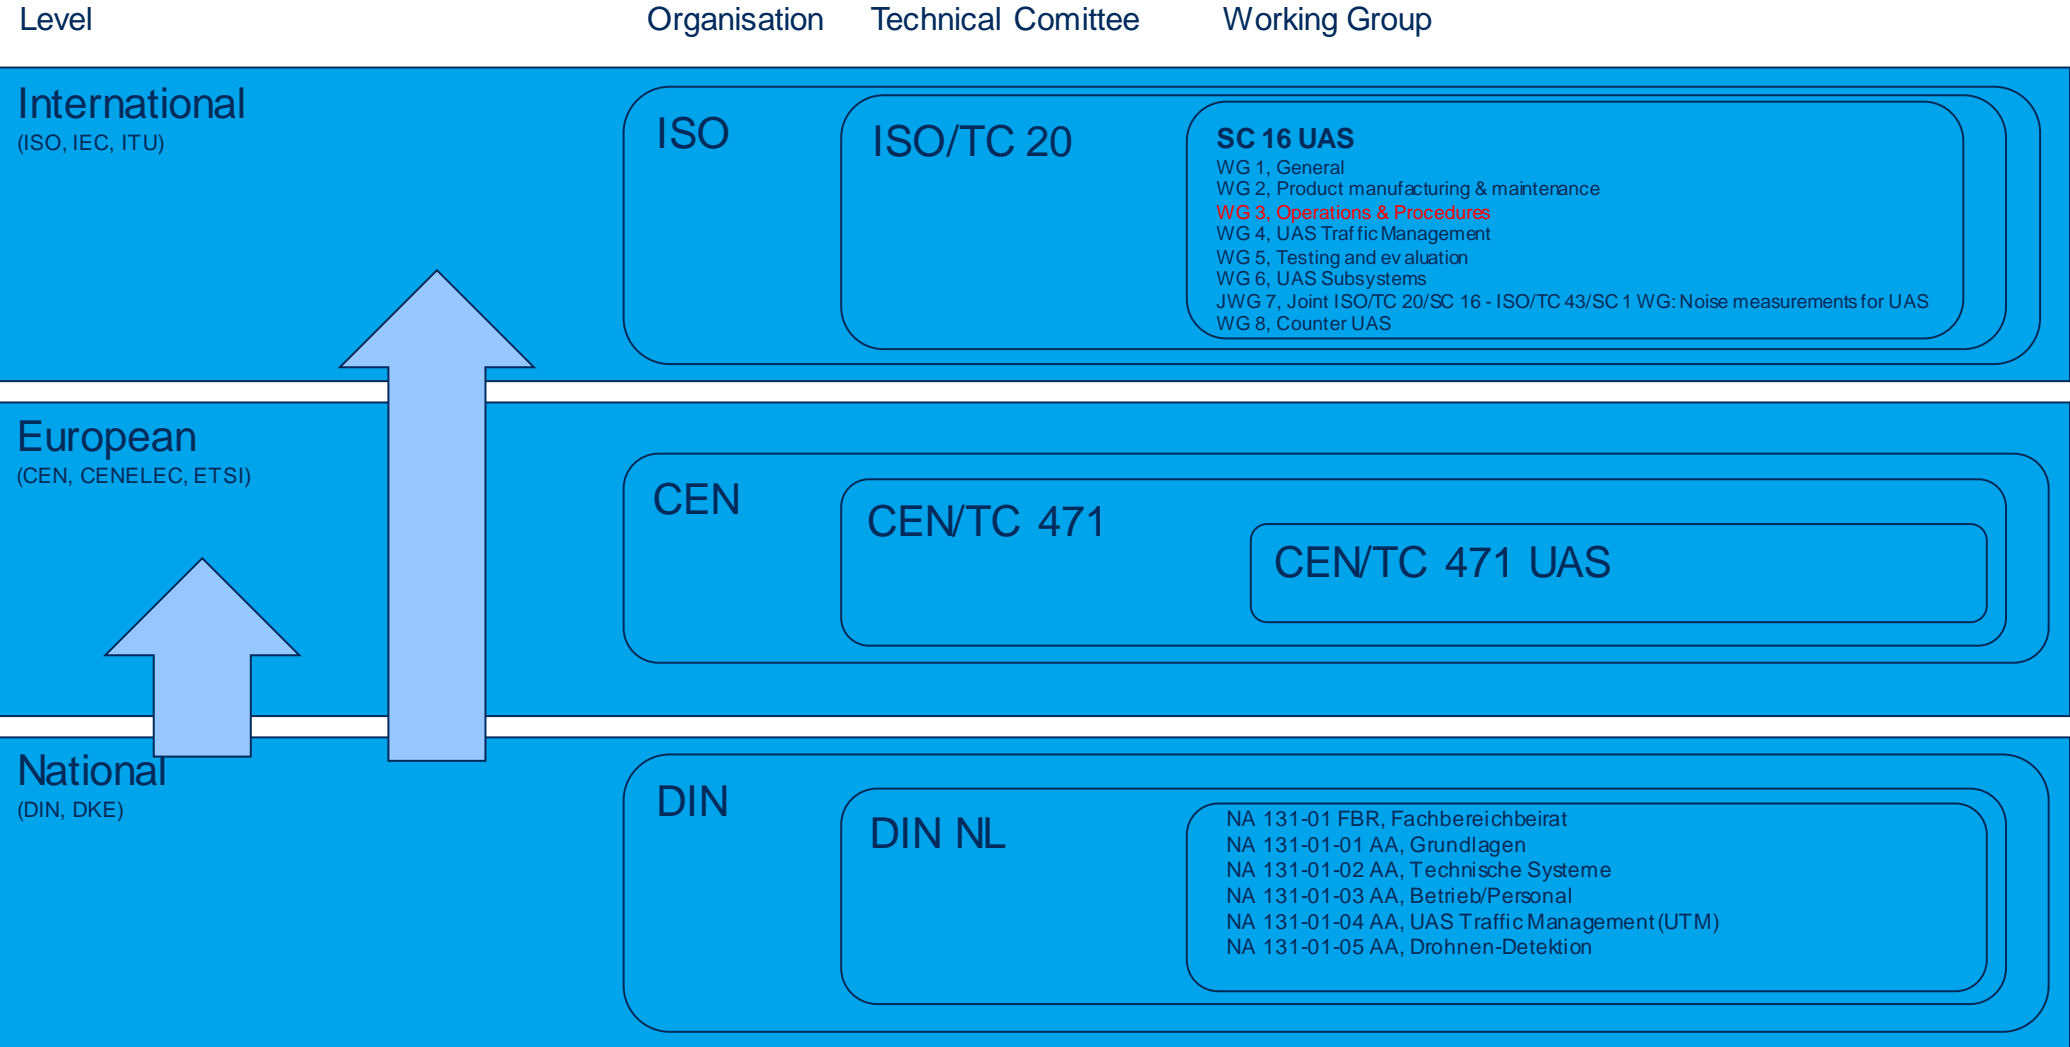 Level Organisation Technical Comittee Working Group
International
(ISO, IEC, ITU)
ISO
ISO/TC 20
SC 16 UAS
WG 1, General
WG 2, Product manufacturing & maintenance
WG 3, Operations & Procedures
WG 4, UAS Traffic Management
WG 5, Testing and evaluation
WG 6, UAS Subsystems
JWG 7, Joint ISO/TC 20/SC 16 - ISO/TC 43/SC 1 WG: Noise measurements for UAS
WG 8, Counter UAS
European
(CEN, CENELEC, ETSI)
CEN
CEN/TC 471
CEN/TC 471 UAS
National
(DIN, DKE)
DIN
DIN NL
NA 131-01 FBR, Fachbereichbeirat
NA 131-01-01 AA, Grundlagen
NA 131-01-02 AA, Technische Systeme
NA 131-01-03 AA, Betrieb/Personal
NA 131-01-04 AA, UAS Traffic Management (UTM)
NA 131-01-05 AA, Drohnen-Detektion